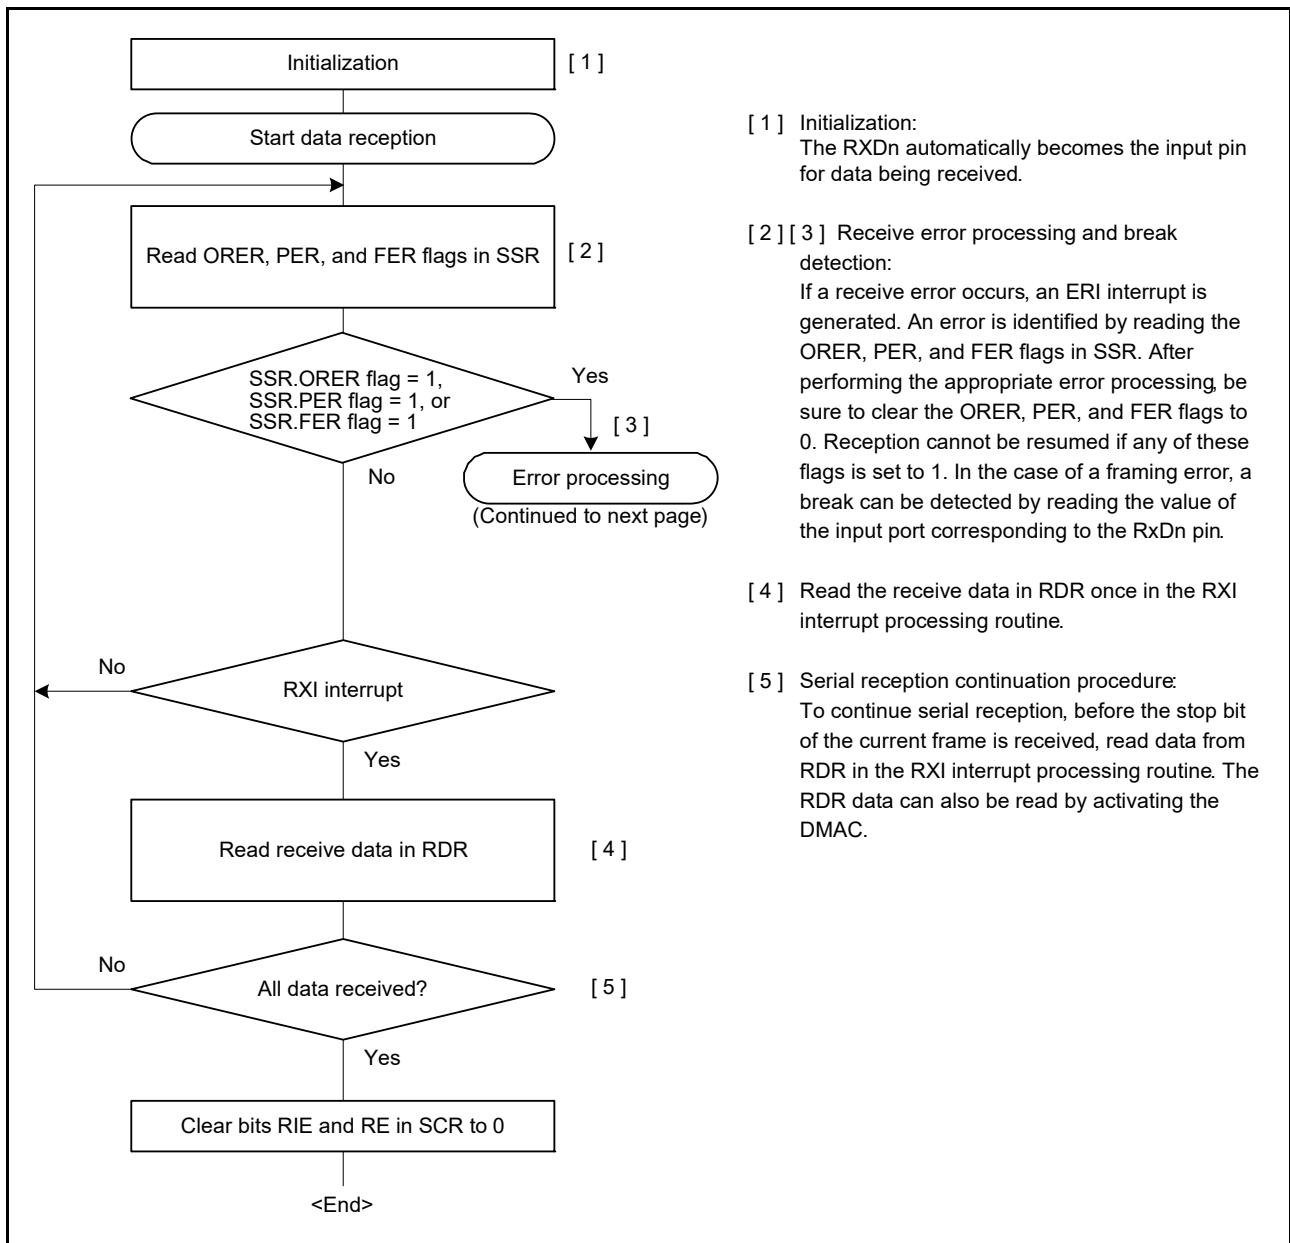 Initialization
[ 1 ]
Start data reception
Read ORER, PER, and FER flags in SSR
[ 2 ]
SSR.ORER flag = 1,
SSR.PER flag = 1, or
SSR.FER flag = 1
Yes
[ 3 ]
No
Error processing
(Continued to next page)
No
RXI interrupt
Yes
Read receive data in RDR
[ 4 ]
No
All data received?
[ 5 ]
Yes
Clear bits RIE and RE in SCR to 0
<End>
[ 1 ] Initialization:
The RXDn automatically becomes the input pin
for data being received.
[ 2 ] [ 3 ] Receive error processing and break
detection:
If a receive error occurs, an ERI interrupt is
generated. An error is identified by reading the
ORER, PER, and FER flags in SSR. After
performing the appropriate error processing, be
sure to clear the ORER, PER, and FER flags to
0. Reception cannot be resumed if any of these
flags is set to 1. In the case of a framing error, a
break can be detected by reading the value of
the input port corresponding to the RxDn pin.
[ 4 ] Read the receive data in RDR once in the RXI
interrupt processing routine.
[ 5 ] Serial reception continuation procedure:
To continue serial reception, before the stop bit
of the current frame is received, read data from
RDR in the RXI interrupt processing routine. The
RDR data can also be read by activating the
DMAC.